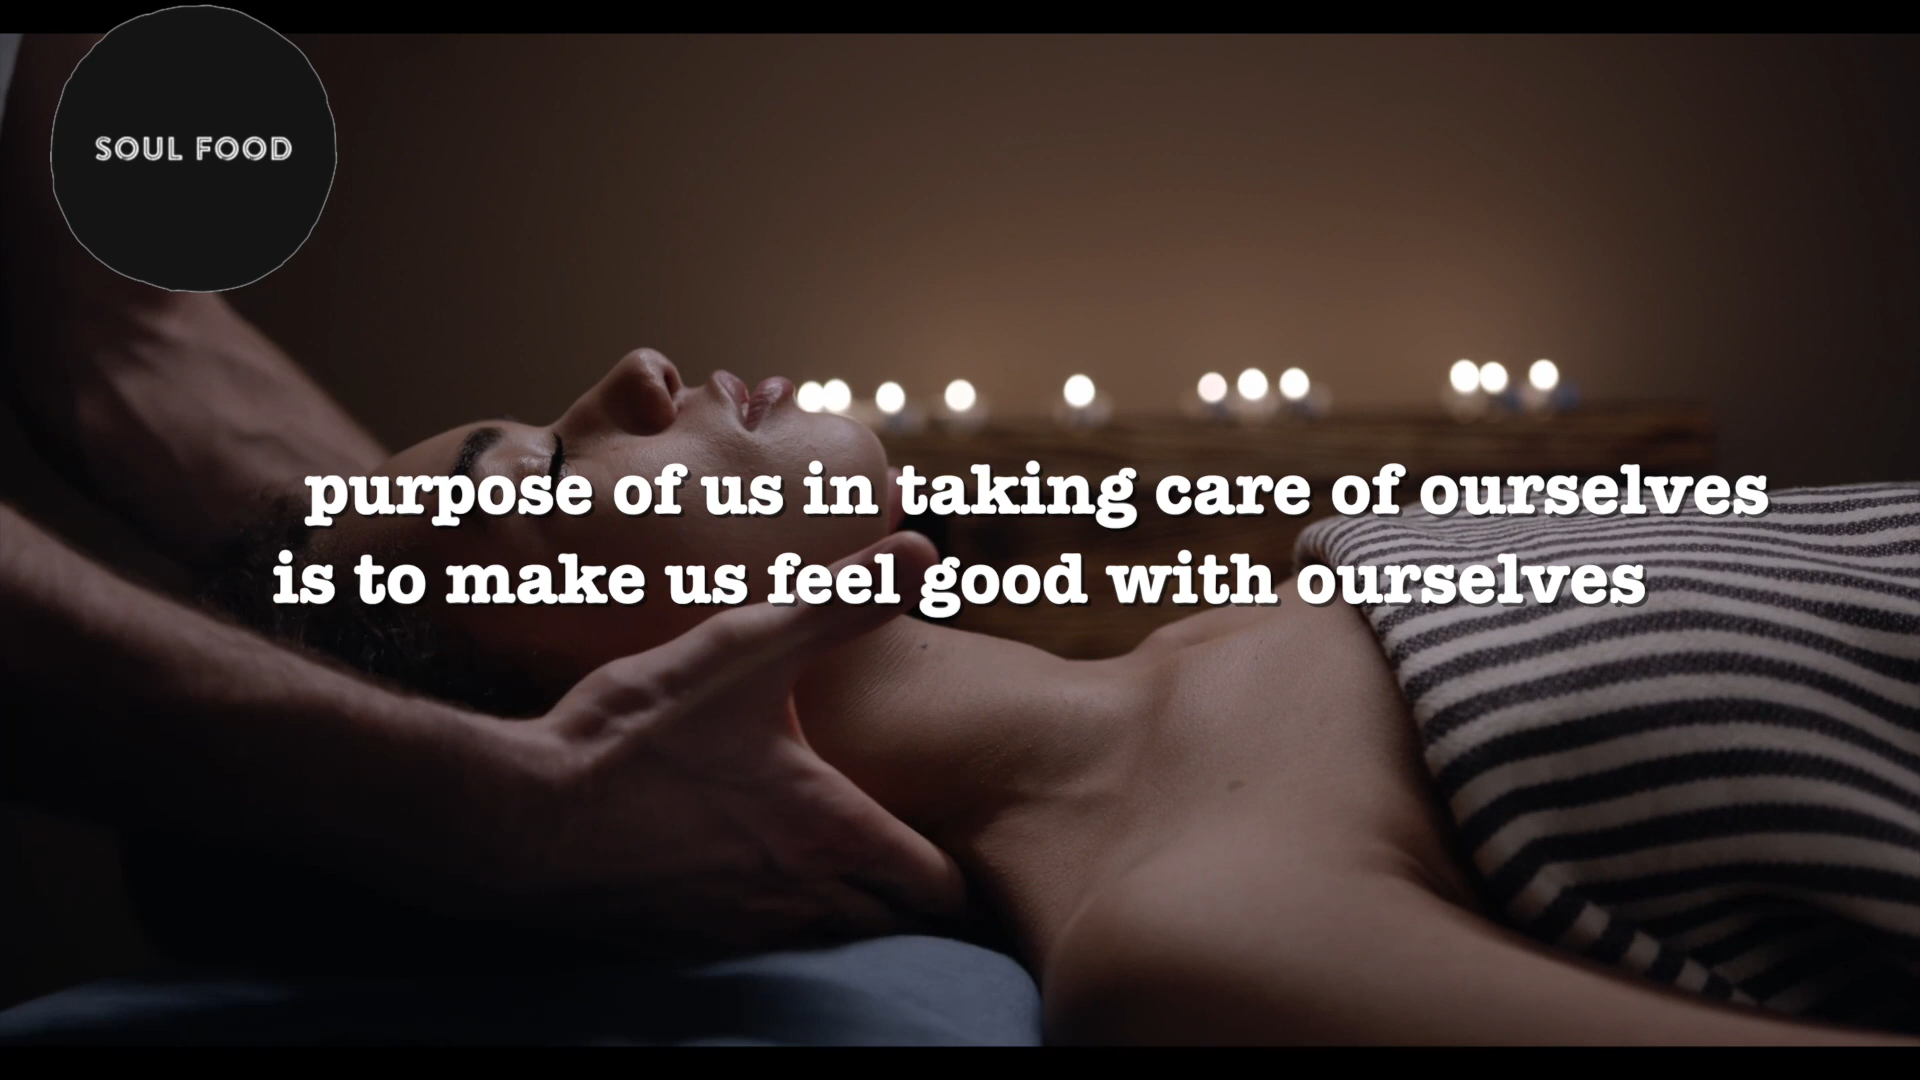 SOUL FOOD
purpose of us in taking care of ourselves
is to make us feel good with ourselves